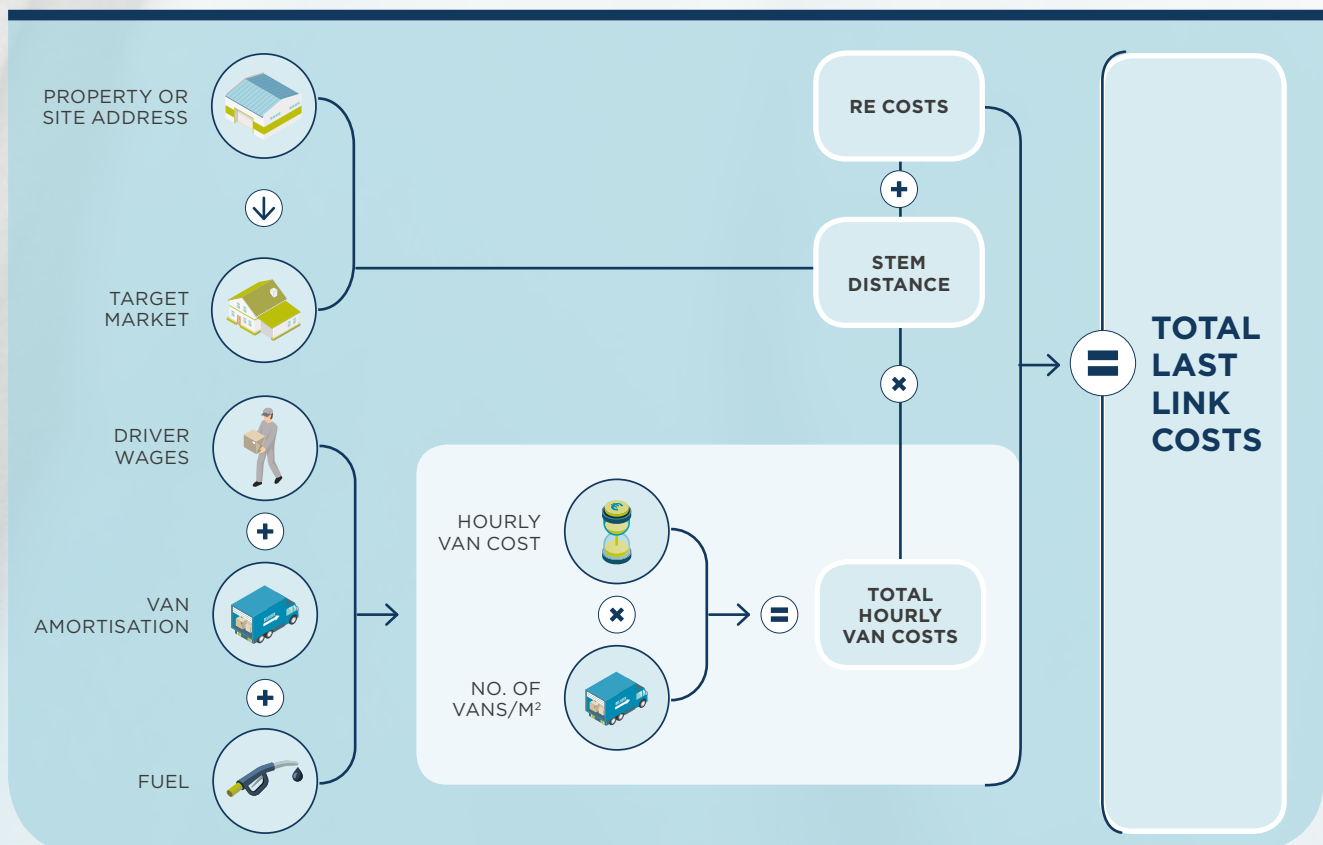 PROPERTY OR
SITE ADDRESS
TARGET
MARKET
DRIVER
WAGES
+
VAN
AMORTISATION
+
FUEL
HOURLY
VAN COST
×
NO. OF
VANS/M²
=
RE COSTS
+
STEM
DISTANCE
×
TOTAL
HOURLY
VAN COSTS
=
TOTAL
LAST
LINK
COSTS